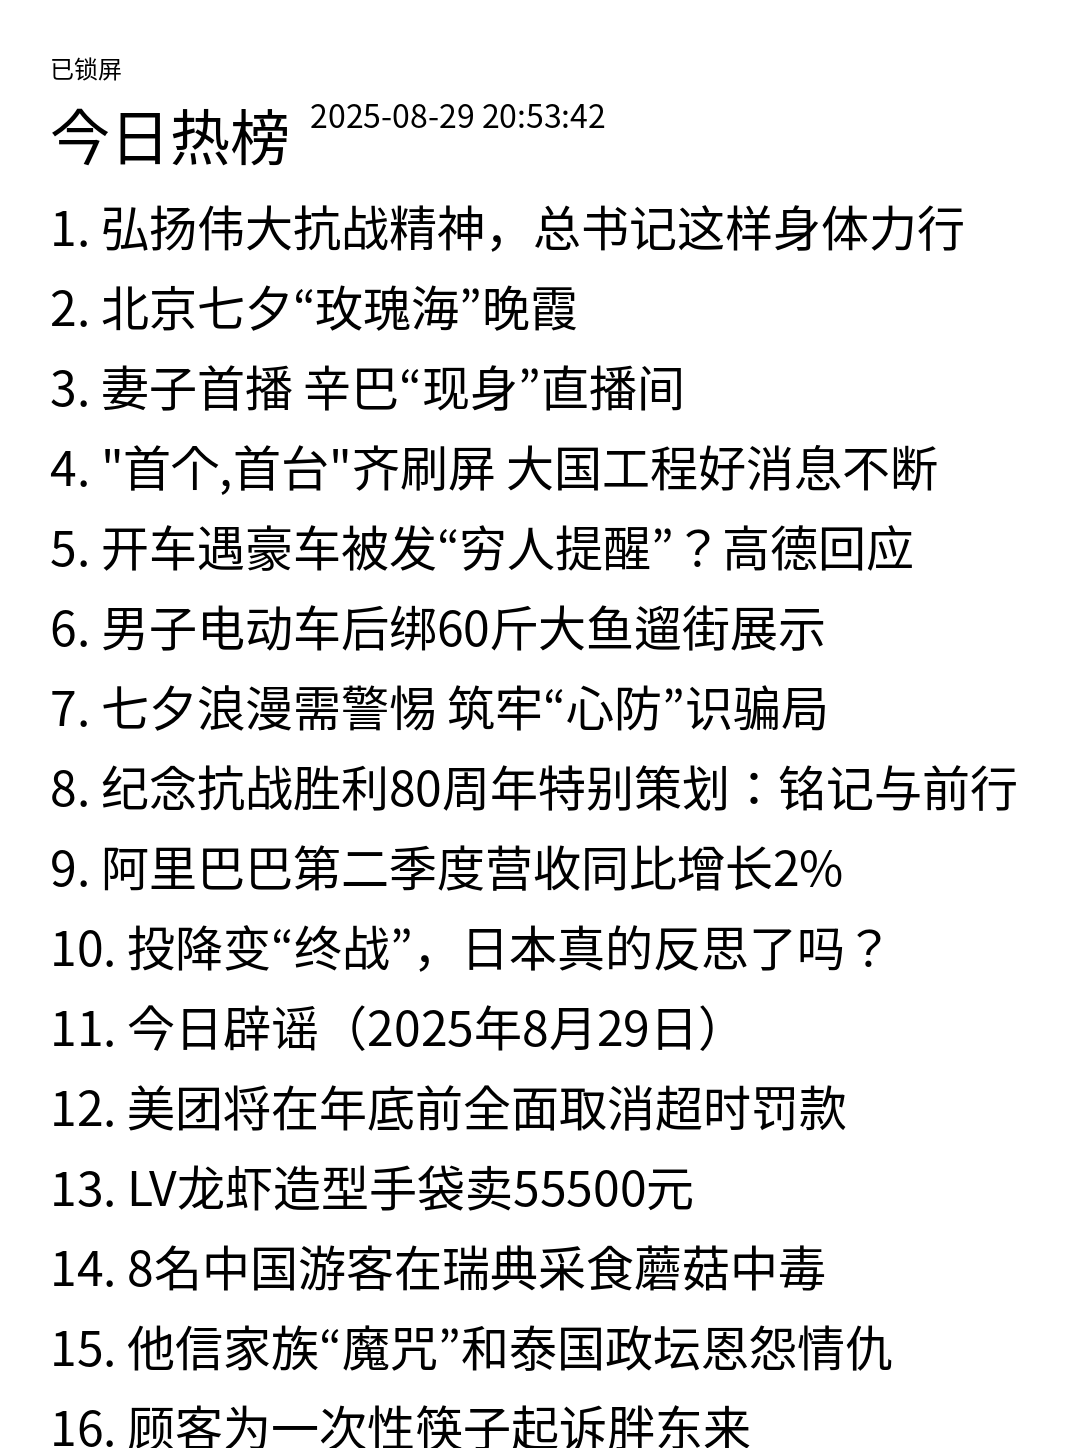 已锁屏
今日热榜 2025-08-29 20:53:42
1. 弘扬伟大抗战精神，总书记这样身体力行
2. 北京七夕“玫瑰海”晚霞
3. 妻子首播 辛巴“现身”直播间
4. "首个,首台"齐刷屏 大国工程好消息不断
5. 开车遇豪车被发“穷人提醒”？高德回应
6. 男子电动车后绑60斤大鱼遛街展示
7. 七夕浪漫需警惕 筑牢“心防”识骗局
8. 纪念抗战胜利80周年特别策划：铭记与前行
9. 阿里巴巴第二季度营收同比增长2%
10. 投降变“终战”，日本真的反思了吗？
11. 今日辟谣（2025年8月29日）
12. 美团将在年底前全面取消超时罚款
13. LV龙虾造型手袋卖55500元
14. 8名中国游客在瑞典采食蘑菇中毒
15. 他信家族“魔咒”和泰国政坛恩怨情仇
16. 顾客为一次性筷子起诉胖东来